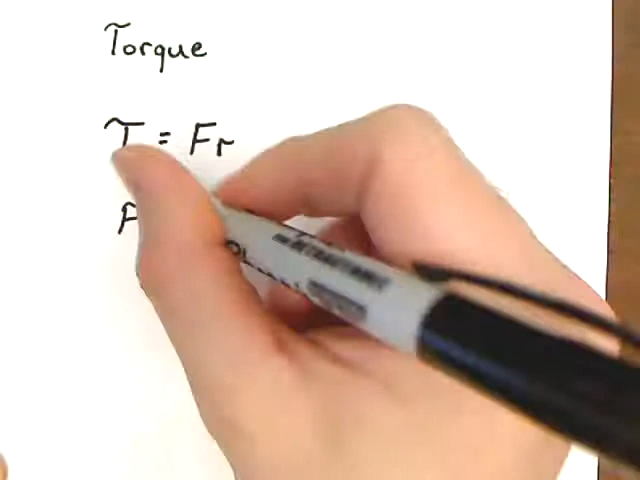 Torque
τ = Fr
F